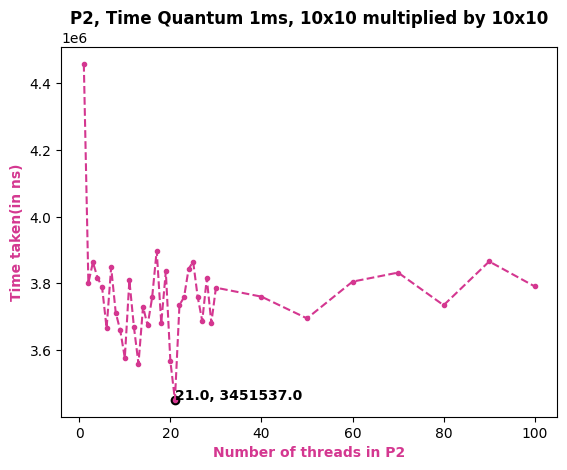 P2, Time Quantum 1ms, 10x10 multiplied by 10x10
1e6
4.4
4.2
4.0
3.8
3.6
Time taken(in ns)
21.0, 3451537.0
0 20 40 60 80 100
Number of threads in P2